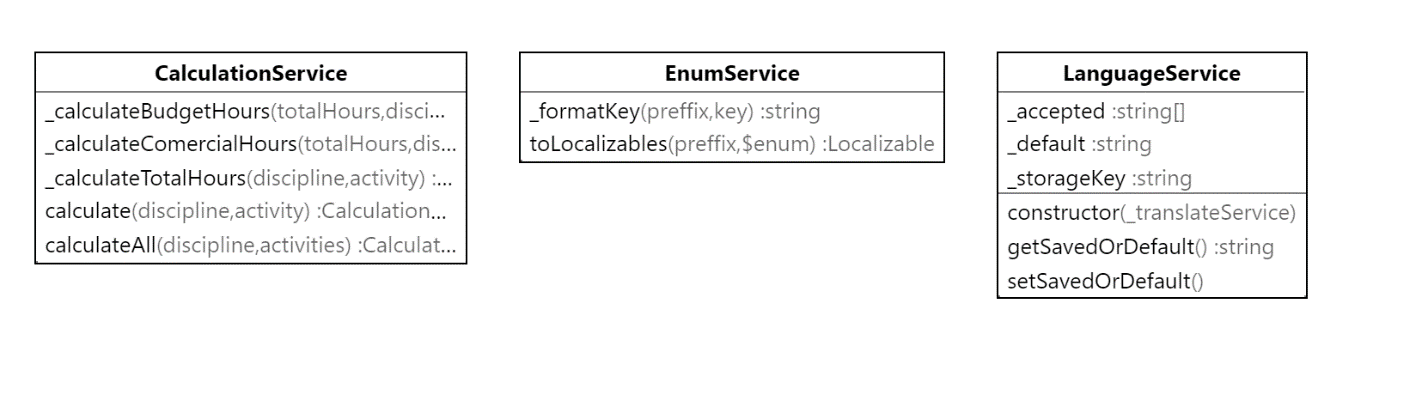 CalculationService
_calculateBudgetHours(totalHours,disci...
_calculateComercialHours(totalHours,dis...
_calculateTotalHours(discipline,activity) :...
calculate(discipline,activity) :Calculation...
calculateAll(discipline,activities) :Calculat...
EnumService
_formatKey(preffix,key) :string
toLocalizables(preffix,$enum) :Localizable
LanguageService
_accepted :string[]
_default :string
_storageKey :string
constructor(_translateService)
getSavedOrDefault() :string
setSavedOrDefault()